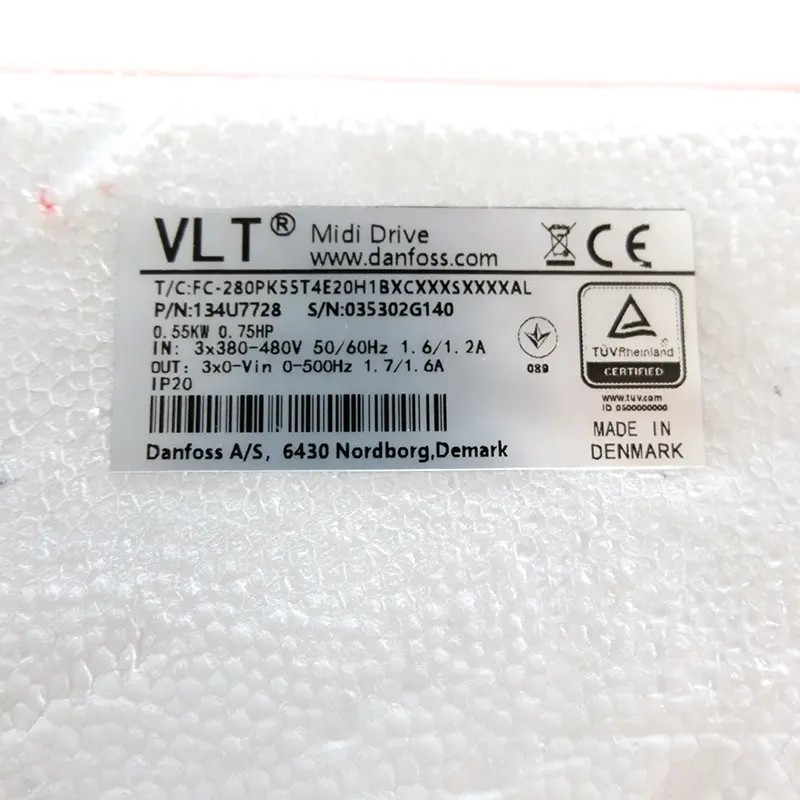 VLT® Midi Drive
www.danfoss.com
CE
T/C:FC-280PK55T4E20H1BXCXXXSXXXXAL
P/N:134U7728 S/N:035302G140
0.55KW 0.75HP
IN: 3x380-480V 50/60Hz 1.6/1.2A
OUT: 3x0-Vin 0-500Hz 1.7/1.6A
IP20
089
TÜVRheinland
CERTIFIED
www.tuv.com
ID 0600000000
MADE IN
DENMARK
Danfoss A/S, 6430 Nordborg,Demark